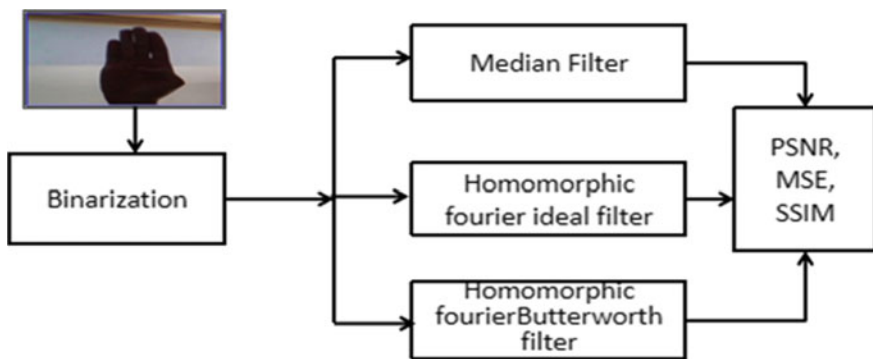 Median Filter
Binarization
Homomorphic
fourier ideal filter
PSNR,
MSE,
SSIM
Homomorphic
fourierButterworth
filter